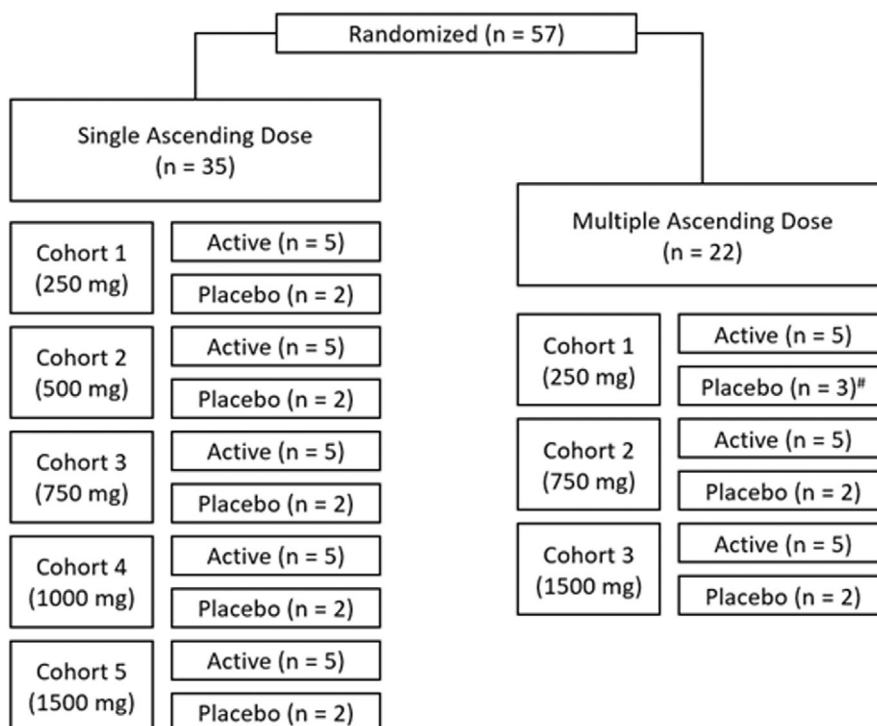 Randomized (n = 57)
Single Ascending Dose
(n = 35)
Cohort 1
(250 mg)
Active (n = 5)
Placebo (n = 2)
Cohort 2
(500 mg)
Active (n = 5)
Placebo (n = 2)
Cohort 3
(750 mg)
Active (n = 5)
Placebo (n = 2)
Cohort 4
(1000 mg)
Active (n = 5)
Placebo (n = 2)
Cohort 5
(1500 mg)
Active (n = 5)
Placebo (n = 2)
Multiple Ascending Dose
(n = 22)
Cohort 1
(250 mg)
Active (n = 5)
Placebo (n = 3)#
Cohort 2
(750 mg)
Active (n = 5)
Placebo (n = 2)
Cohort 3
(1500 mg)
Active (n = 5)
Placebo (n = 2)